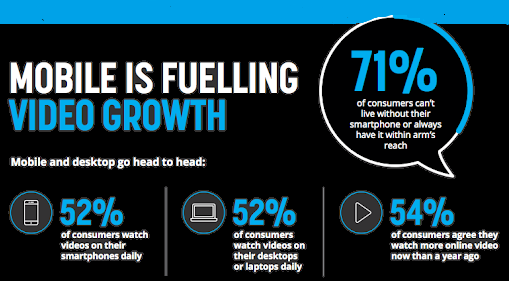 MOBILE IS FUELLING
VIDEO GROWTH
71%
of consumers can't
live without their
smartphone or always
have it within arm's
reach
Mobile and desktop go head to head:
52%
of consumers watch
videos on their
smartphones daily
52%
of consumers
watch videos on
their desktops
or laptops daily
54%
of consumers agree they
watch more online video
now than a year ago